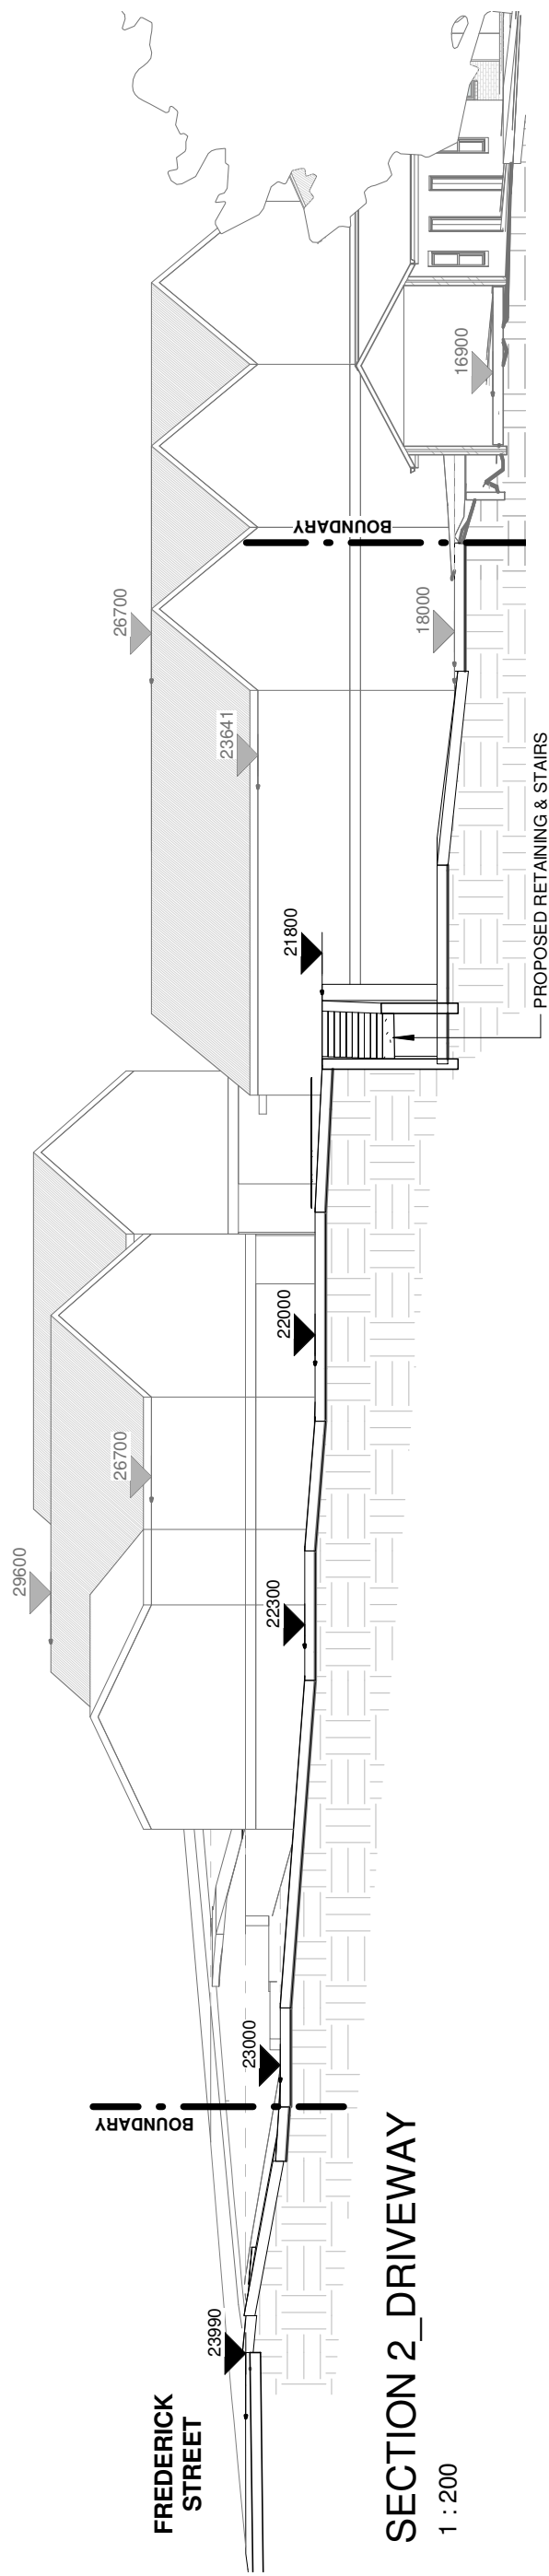 FREDERICK
STREET
23990
BOUNDARY
23000
22300
29600
26700
22000
21800
23641
26700
18000
BOUNDARY
16900
PROPOSED RETAINING & STAIRS
SECTION 2_DRIVEWAY
1 : 200